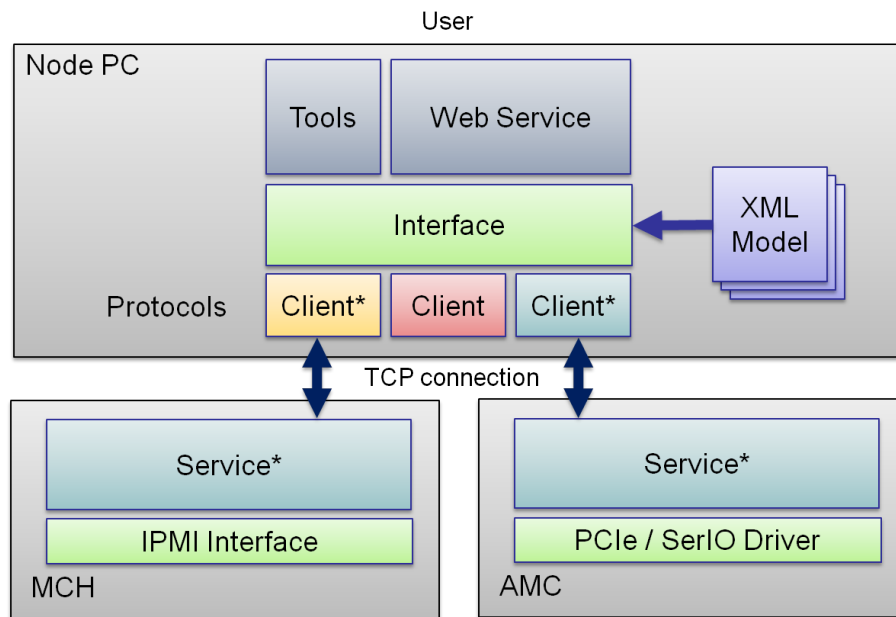 User
Node PC
Tools
Web Service
Interface
XML
Model
Protocols
Client*
Client
Client*
TCP connection
Service*
IPMI Interface
MCH
Service*
PCIe / SerIO Driver
AMC